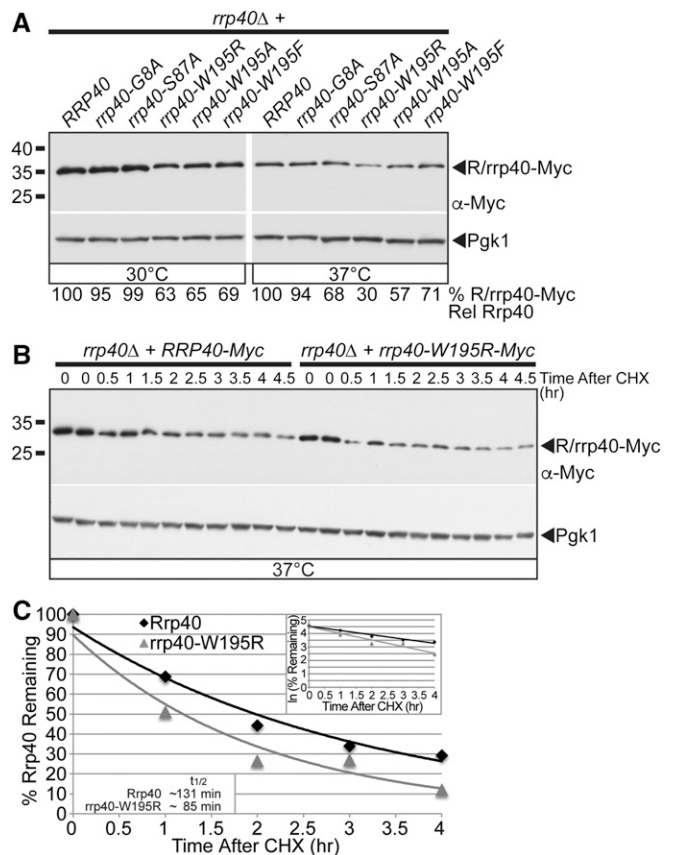 A
rrp40Δ +
RRP40
rrp40-G8A
rrp40-S87A
rrp40-W195R
rrp40-W195A
rrp40-W195F
RRP40
rrp40-G8A
rrp40-S87A
rrp40-W195R
rrp40-W195A
rrp40-W195F
40
35
25
R/rrp40-Myc
α-Myc
Pgk1
30°C
37°C
100 95 99 63 65 69 100 94 68 30 57 71 % R/rrp40-Myc
Rel Rrp40
B
rrp40Δ + RRP40-Myc
rrp40Δ + rrp40-W195R-Myc
0 0 0.5 1 1.5 2 2.5 3 3.5 4 4.5 0 0 0.5 1 1.5 2 2.5 3 3.5 4 4.5 Time After CHX
(hr)
35
25
R/rrp40-Myc
α-Myc
Pgk1
37°C
C
% Rrp40 Remaining
100
90
80
70
60
50
40
30
20
10
0
Rrp40
rrp40-W195R
ln (% Remaining)
5
4
3
2
1
0
0 0.5 1 1.5 2 2.5 3 3.5 4
Time After CHX (hr)
t1/2
Rrp40 ~131 min
rrp40-W195R ~ 85 min
0 0.5 1 1.5 2 2.5 3 3.5 4
Time After CHX (hr)